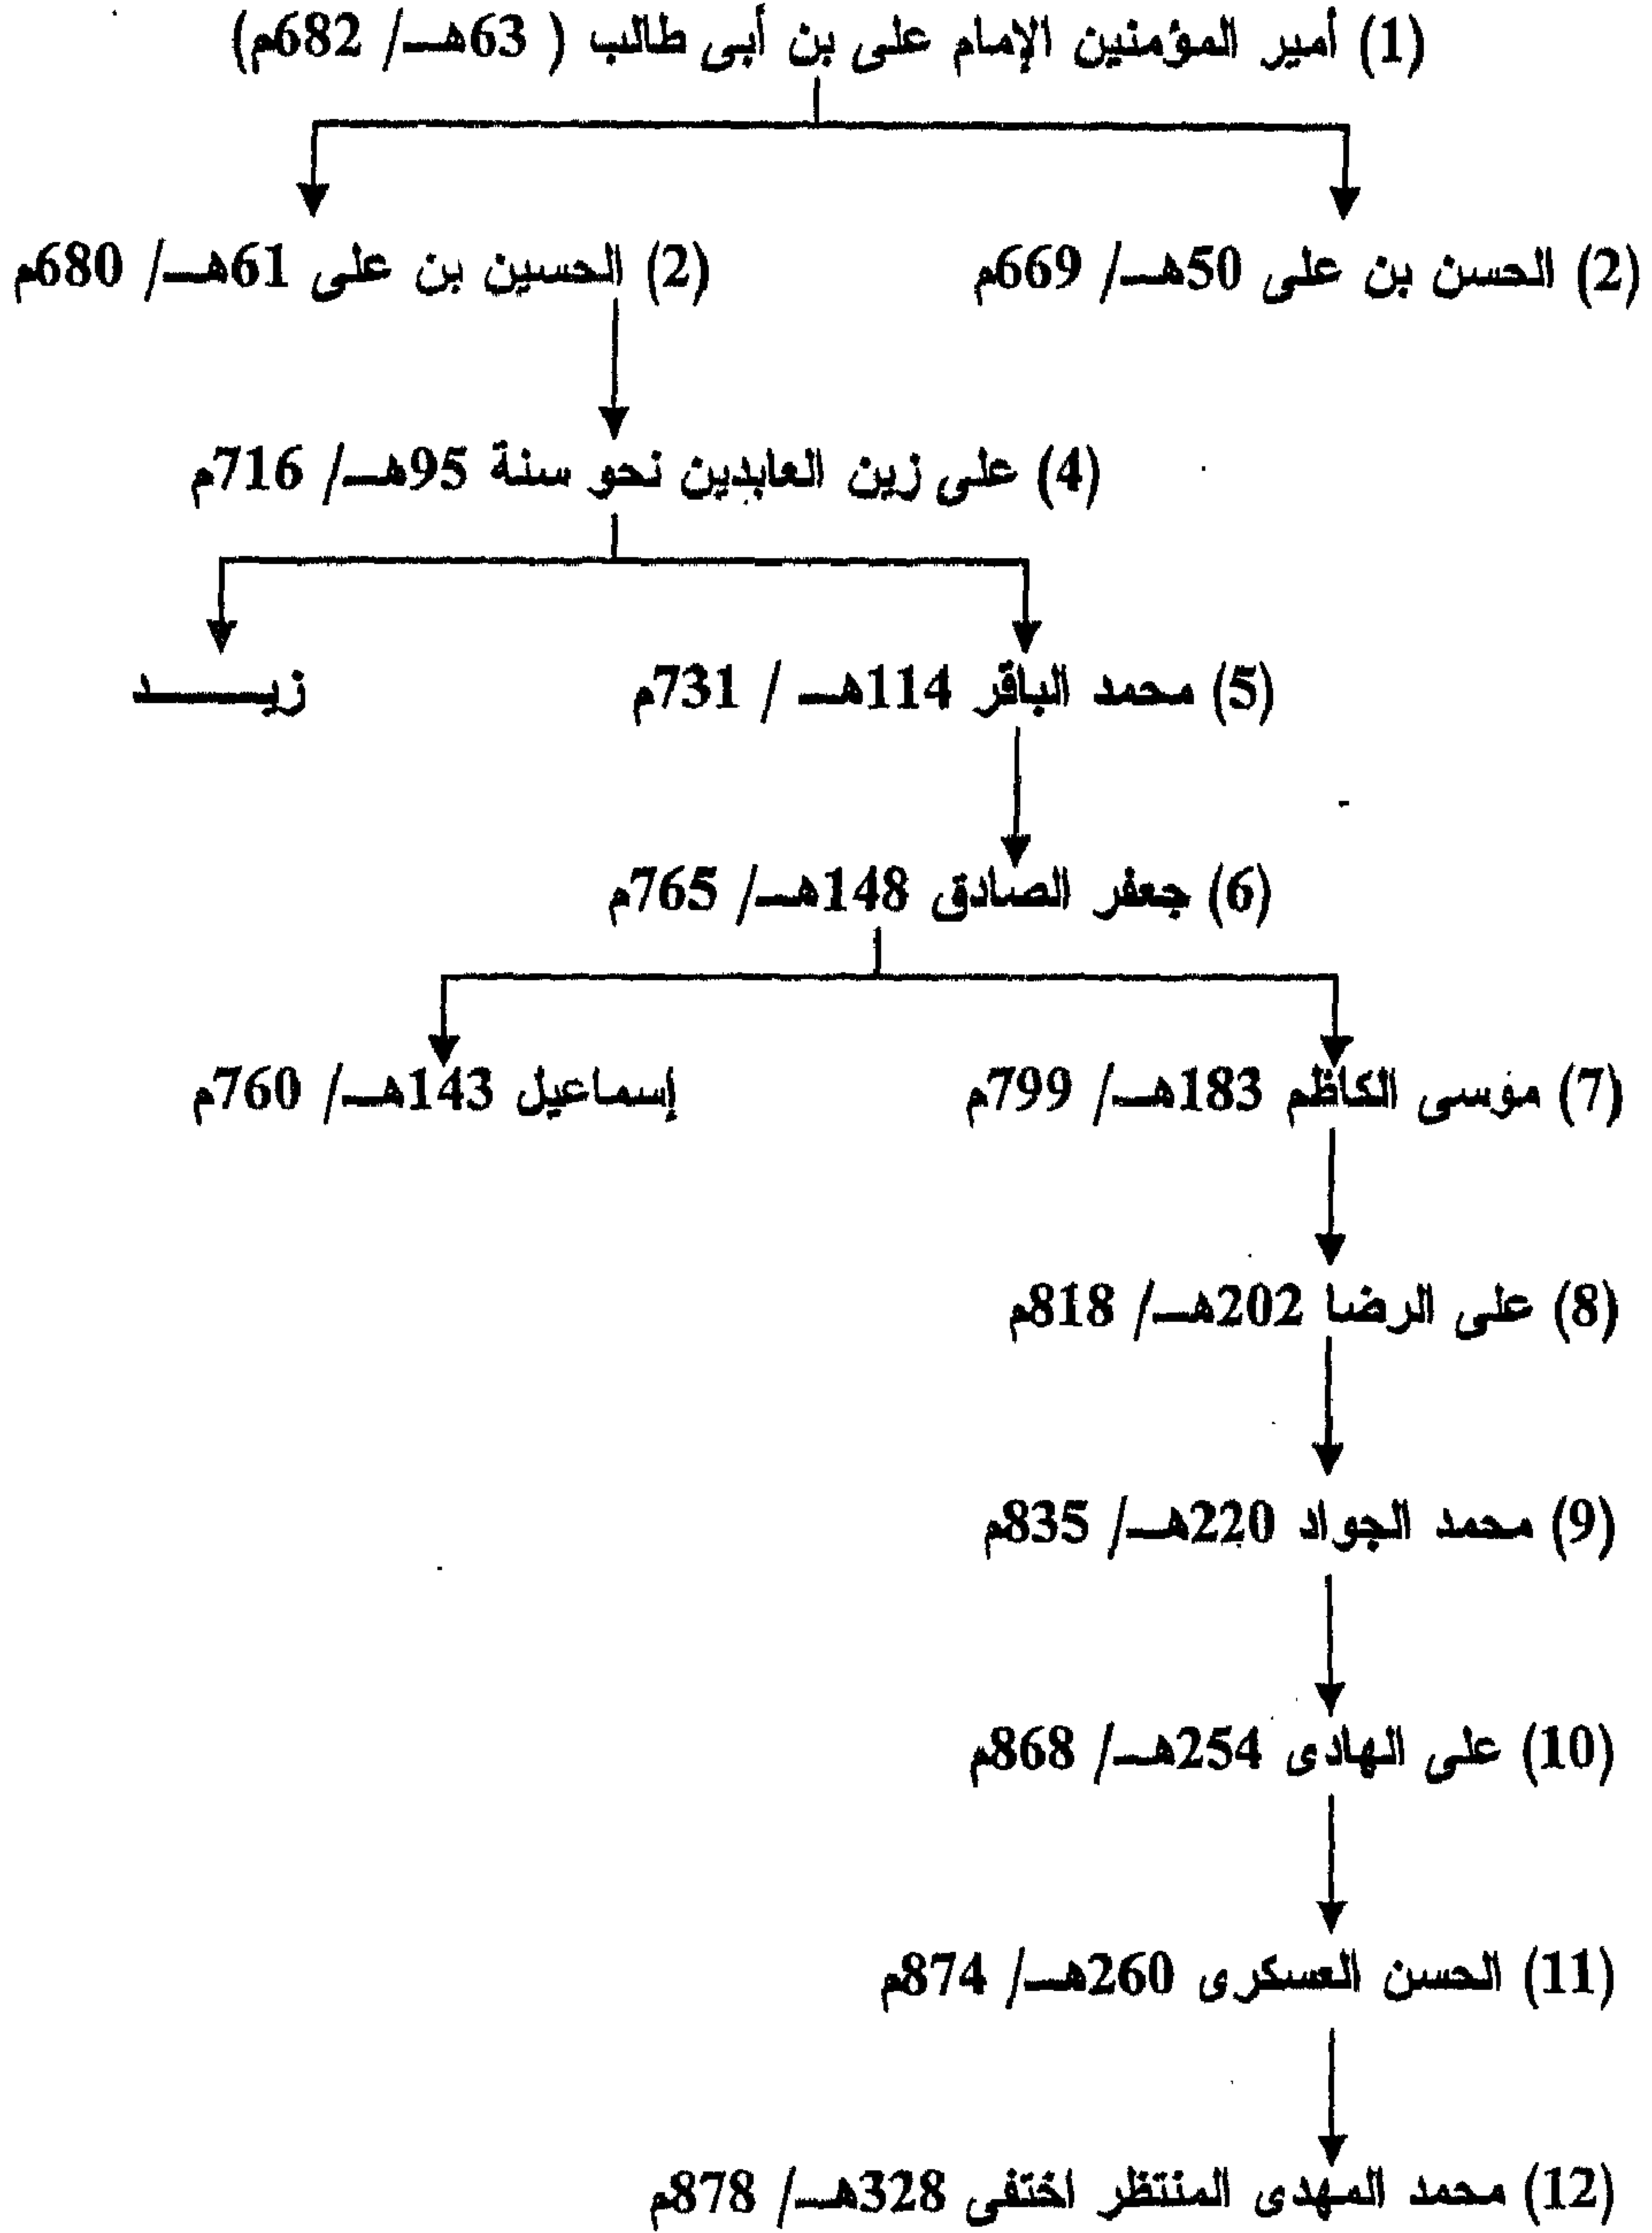 (1) أمير المؤمنين الإمام على بن أبى طالب ( 63هـ/ 682م)
(2) الحسن بن على 50هـ/ 669م
(2) الحسين بن على 61هـ/ 680م
(4) على زين العابدين نحو سنة 95هـ/ 716م
(5) محمد الباقر 114هـ / 731م
زيـــــد
(6) جعفر الصادق 148هـ/ 765م
(7) موسى الكاظم 183هـ/ 799م
إسماعيل 143هـ/ 760م
(8) على الرضا 202هـ/ 818م
(9) محمد الجواد 220هـ/ 835م
(10) على الهادى 254هـ/ 868م
(11) الحسن العسكرى 260هـ/ 874م
(12) محمد المهدى المنتظر اختفى 328هـ/ 878م